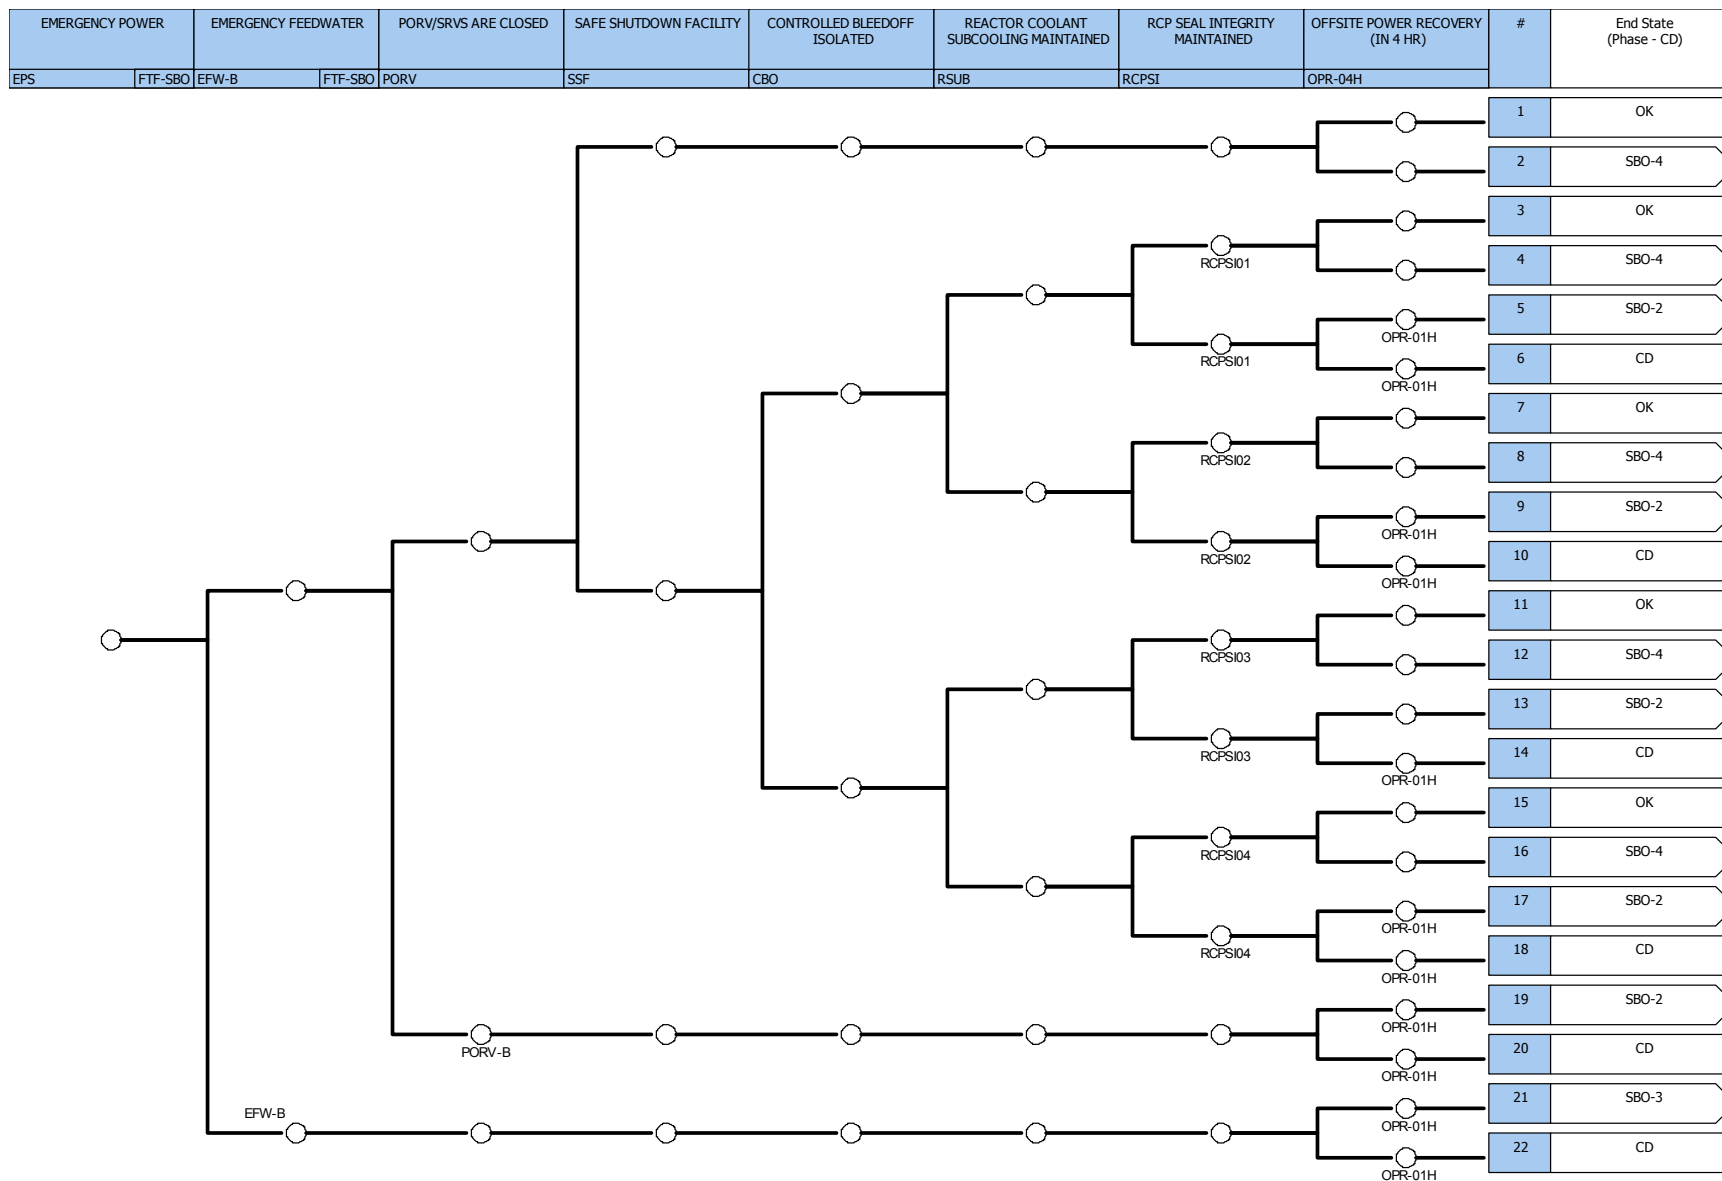 EMERGENCY POWER
EMERGENCY FEEDWATER
PORV/SRVS ARE CLOSED
SAFE SHUTDOWN FACILITY
CONTROLLED BLEEDOFF
ISOLATED
REACTOR COOLANT
SUBCOOLING MAINTAINED
RCP SEAL INTEGRITY
MAINTAINED
OFFSITE POWER RECOVERY
(IN 4 HR)
#
End State
(Phase - CD)
EPS
FTF-SBO
EFW-B
FTF-SBO
PORV
SSF
CBO
RSUB
RCPSI
OPR-04H
1 OK
2 SBO-4
3 OK
RCPSI01
4 SBO-4
5 SBO-2
OPR-01H
RCPSI01
6 CD
OPR-01H
7 OK
RCPSI02
8 SBO-4
9 SBO-2
OPR-01H
RCPSI02
10 CD
OPR-01H
11 OK
RCPSI03
12 SBO-4
13 SBO-2
RCPSI03
14 CD
OPR-01H
15 OK
RCPSI04
16 SBO-4
17 SBO-2
OPR-01H
RCPSI04
18 CD
OPR-01H
19 SBO-2
OPR-01H
PORV-B
20 CD
OPR-01H
21 SBO-3
EFW-B
OPR-01H
22 CD
OPR-01H